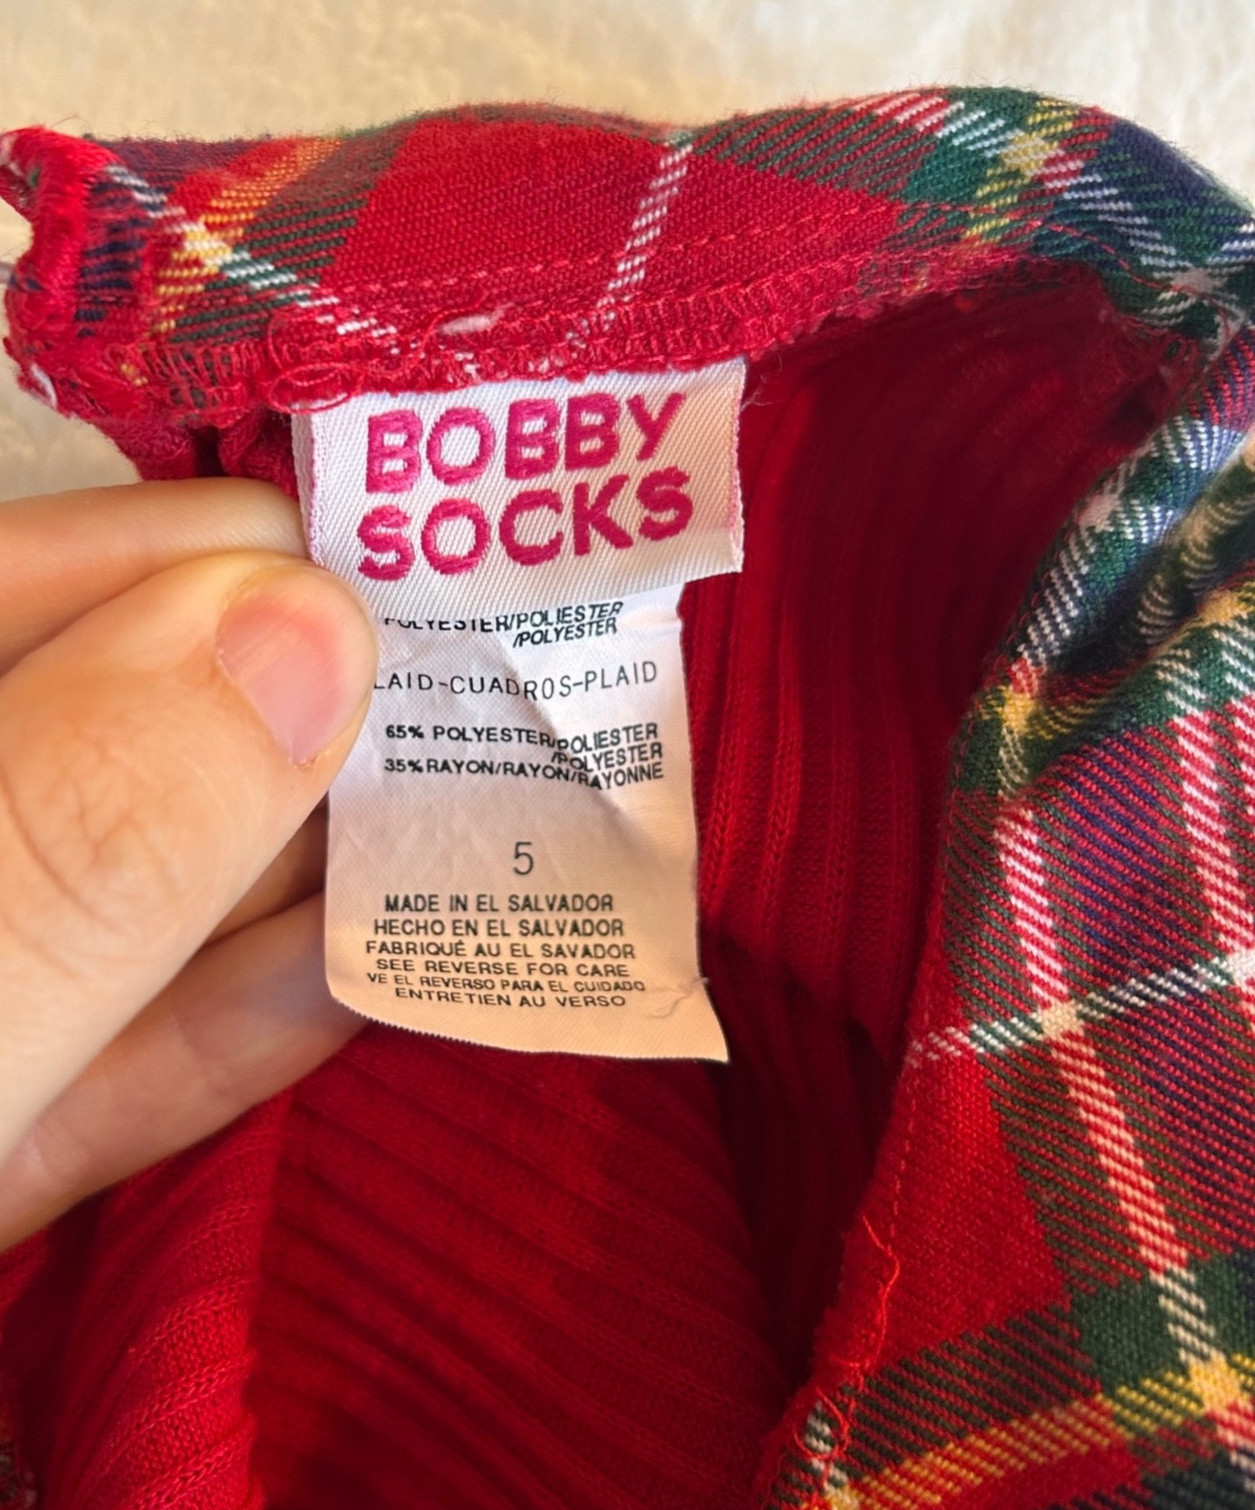 BOBBY
SOCKS
POLYESTER/POLIESTER
/POLYESTER
LAID-CUADROS-PLAID
65% POLYESTER/POLIESTER
/POLYESTER
35%RAYON/RAYON/RAYONNE
5
MADE IN EL SALVADOR
HECHO EN EL SALVADOR
FABRIQUÉ AU EL SAVADOR
SEE REVERSE FOR CARE
VE EL REVERSO PARA EL CUIDADO
ENTRETIEN AU VERSO